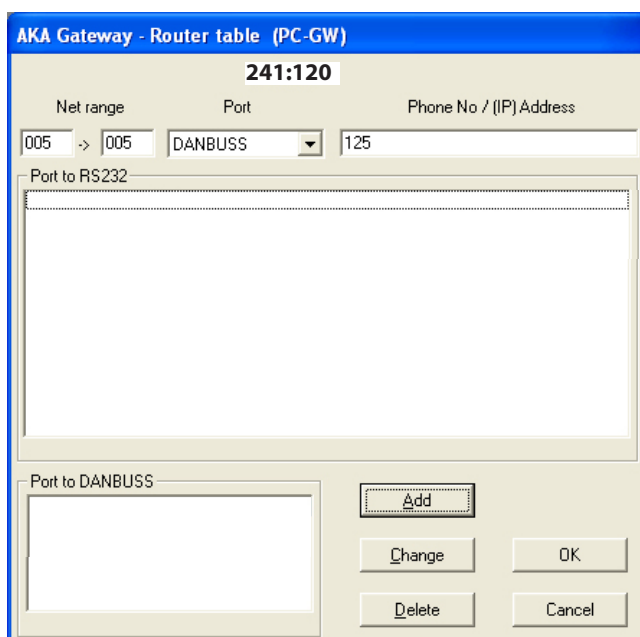 AKA Gateway - Router table (PC-GW)
241:120
Net range Port Phone No / (IP) Address
005 -> 005 DANBUSS 125
Port to RS232
Port to DANBUSS
Add
Change OK
Delete Cancel